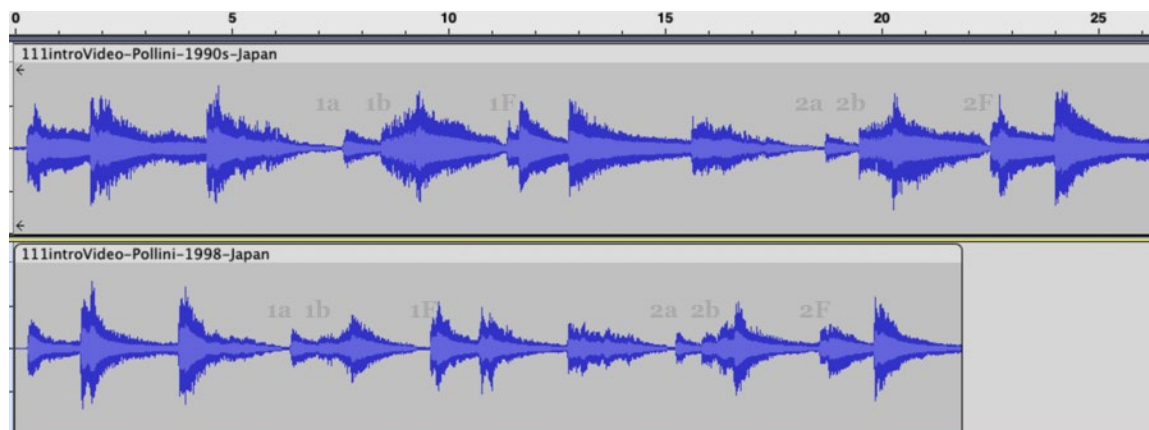 0 5 10 15 20 25
111introVideo-Pollini-1990s-Japan
1a 1b 1F 2a 2b 2F
111introVideo-Pollini-1998-Japan
1a 1b 1F 2a 2b 2F